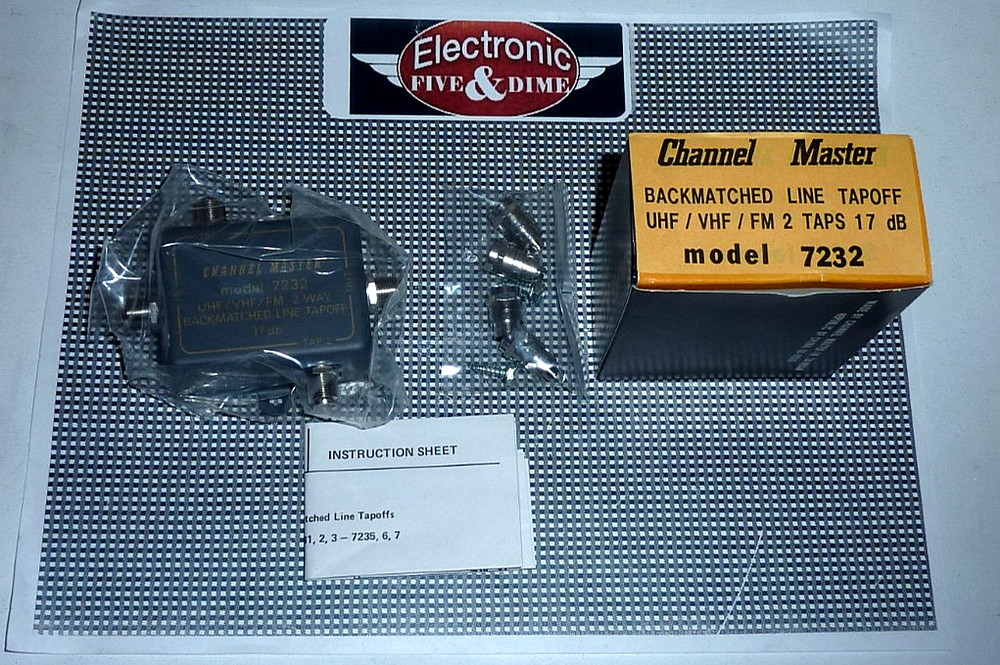 Electronic
FIVE & DIME
Channel Master
BACKMATCHED LINE TAPOFF
UHF / VHF / FM 2 TAPS 17 dB
model 7232
CHANNEL MASTER
model 7232
UHF/VHF/FM 2 WAY
BACKMATCHED LINE TAPOFF
17 dB
TAP
INSTRUCTION SHEET
tched Line Tapoffs
1, 2, 3 – 7235, 6, 7